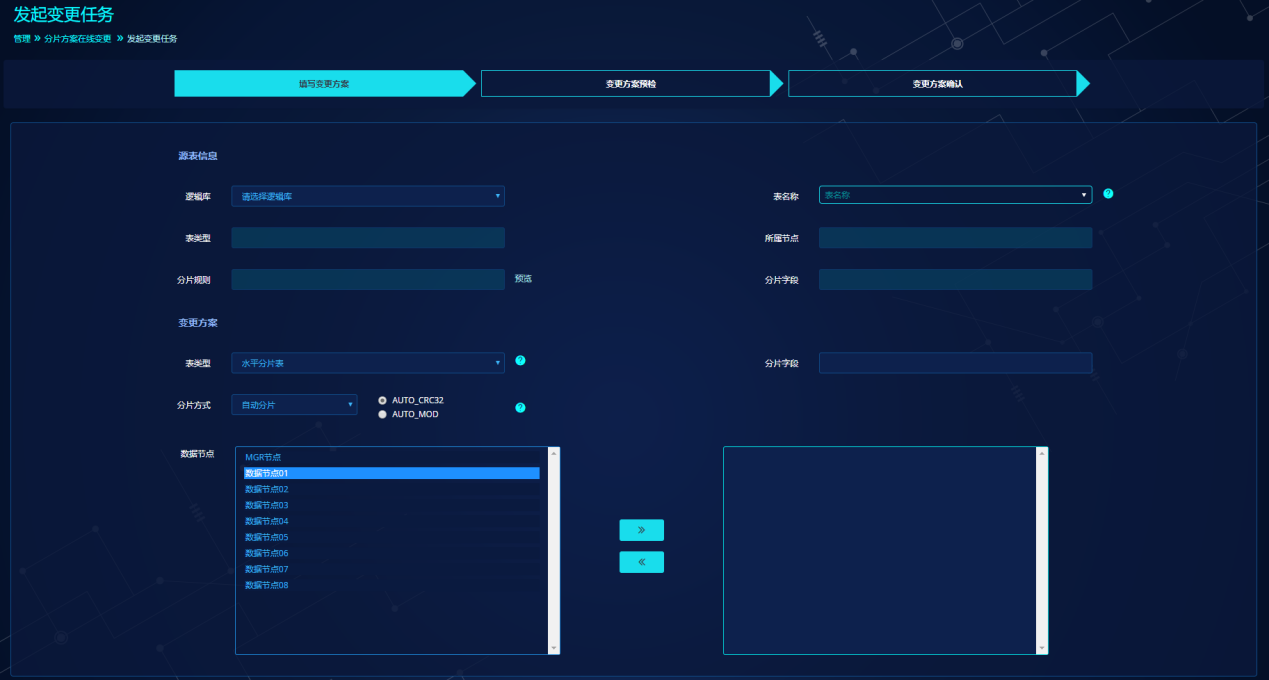 发起变更任务
管理 » 分片方案在线变更 » 发起变更任务
填写变更方案 变更方案预检 变更方案确认
源表信息
逻辑库 请选择逻辑库 表名称 表名称 ?
表类型 所属节点
分片规则 预览 分片字段
变更方案
表类型 水平分片表 ? 分片字段
分片方式 自动分片 AUTO_CRC32 ?
AUTO_MOD
数据节点 MGR节点
数据节点01
数据节点02
数据节点03
数据节点04
数据节点05
数据节点06
数据节点07
数据节点08
»
«